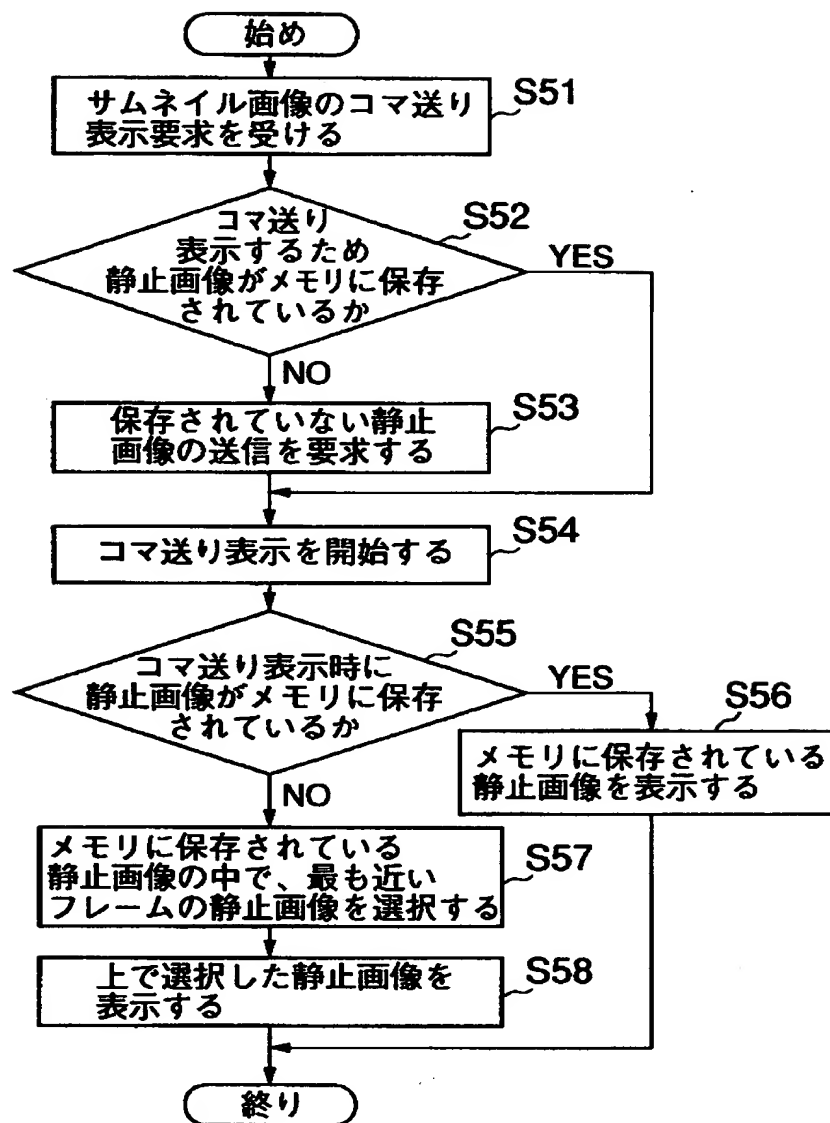 始め
サムネイル画像のコマ送り
表示要求を受ける
S51
コマ送り
表示するため
静止画像がメモリに保存
されているか
S52
YES
NO
保存されていない静止
画像の送信を要求する
S53
コマ送り表示を開始する
S54
コマ送り表示時に
静止画像がメモリに保存
されているか
S55
YES
メモリに保存されている
静止画像を表示する
S56
NO
メモリに保存されている
静止画像の中で、最も近い
フレームの静止画像を選択する
S57
上で選択した静止画像を
表示する
S58
終り